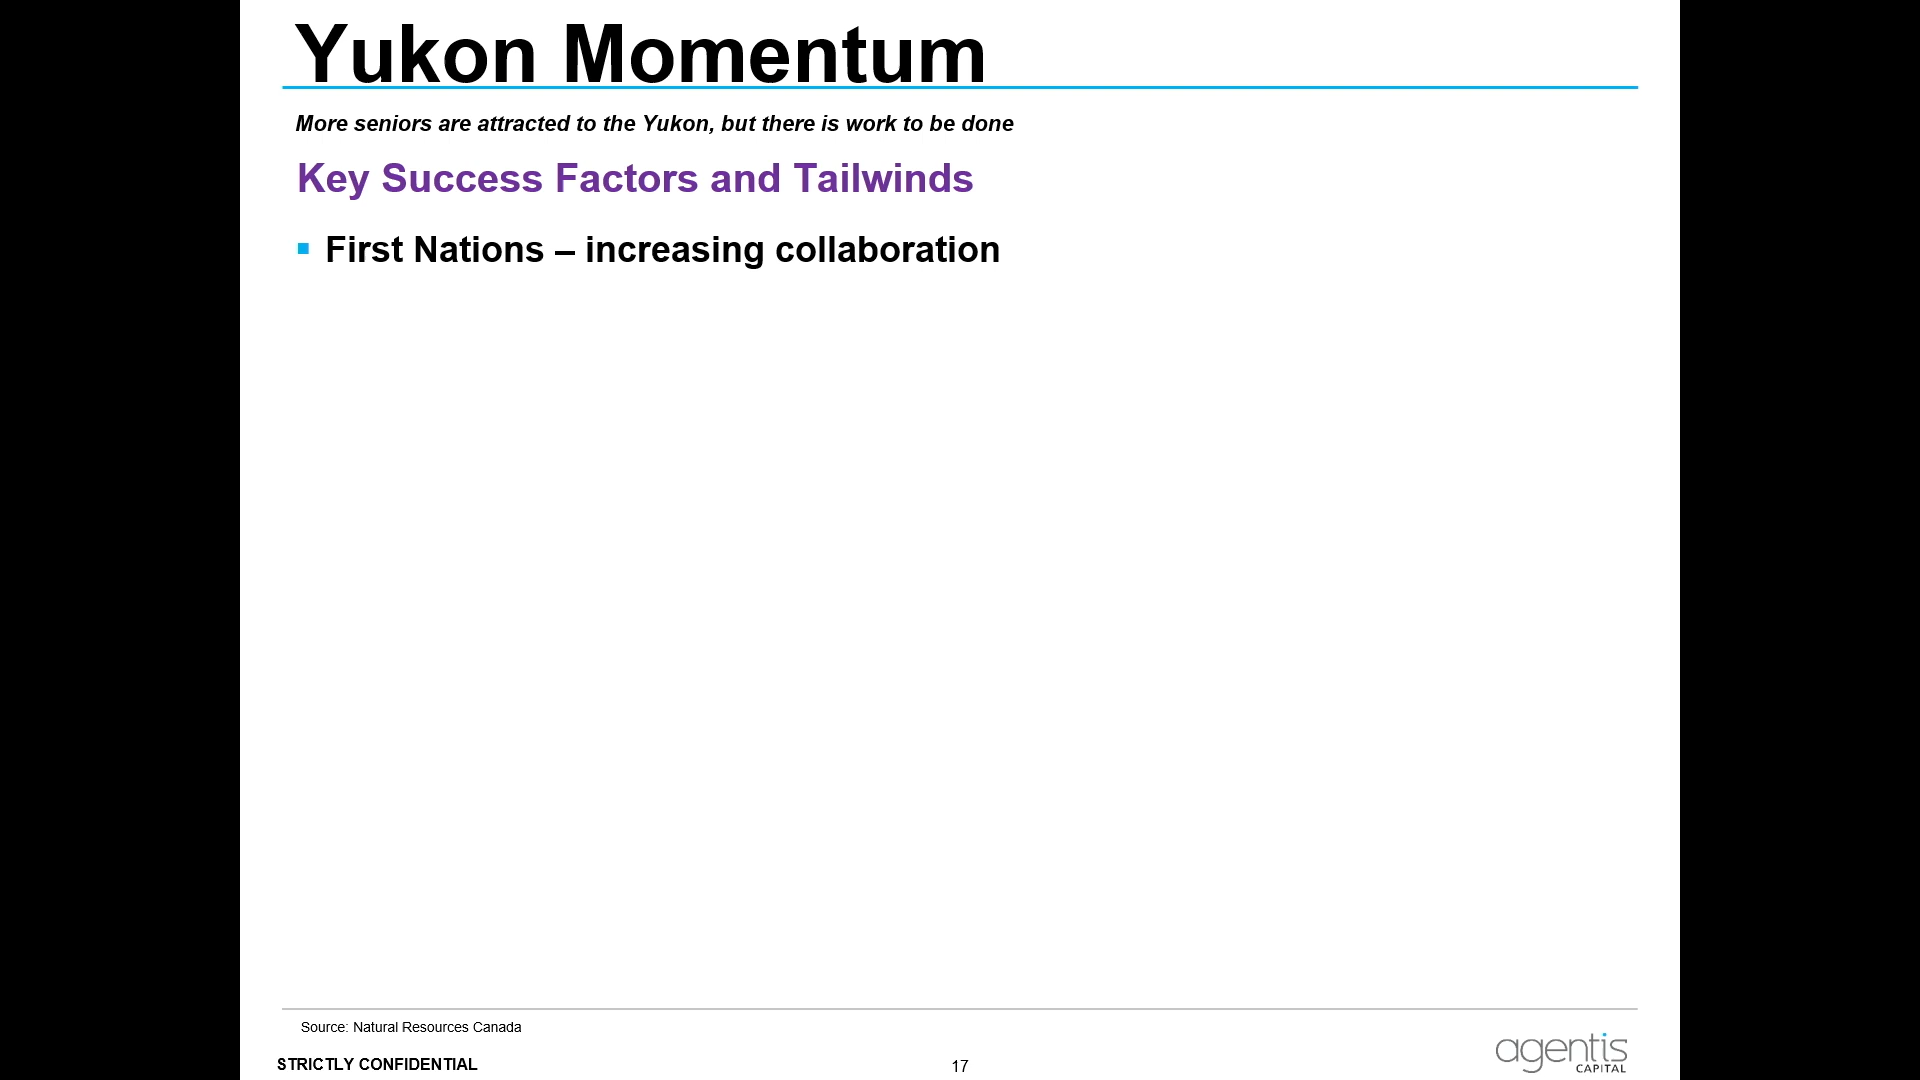 Yukon Momentum
More seniors are attracted to the Yukon, but there is work to be done
Key Success Factors and Tailwinds
▪ First Nations – increasing collaboration
Source: Natural Resources Canada
STRICTLY CONFIDENTIAL
17
agentis
CAPITAL